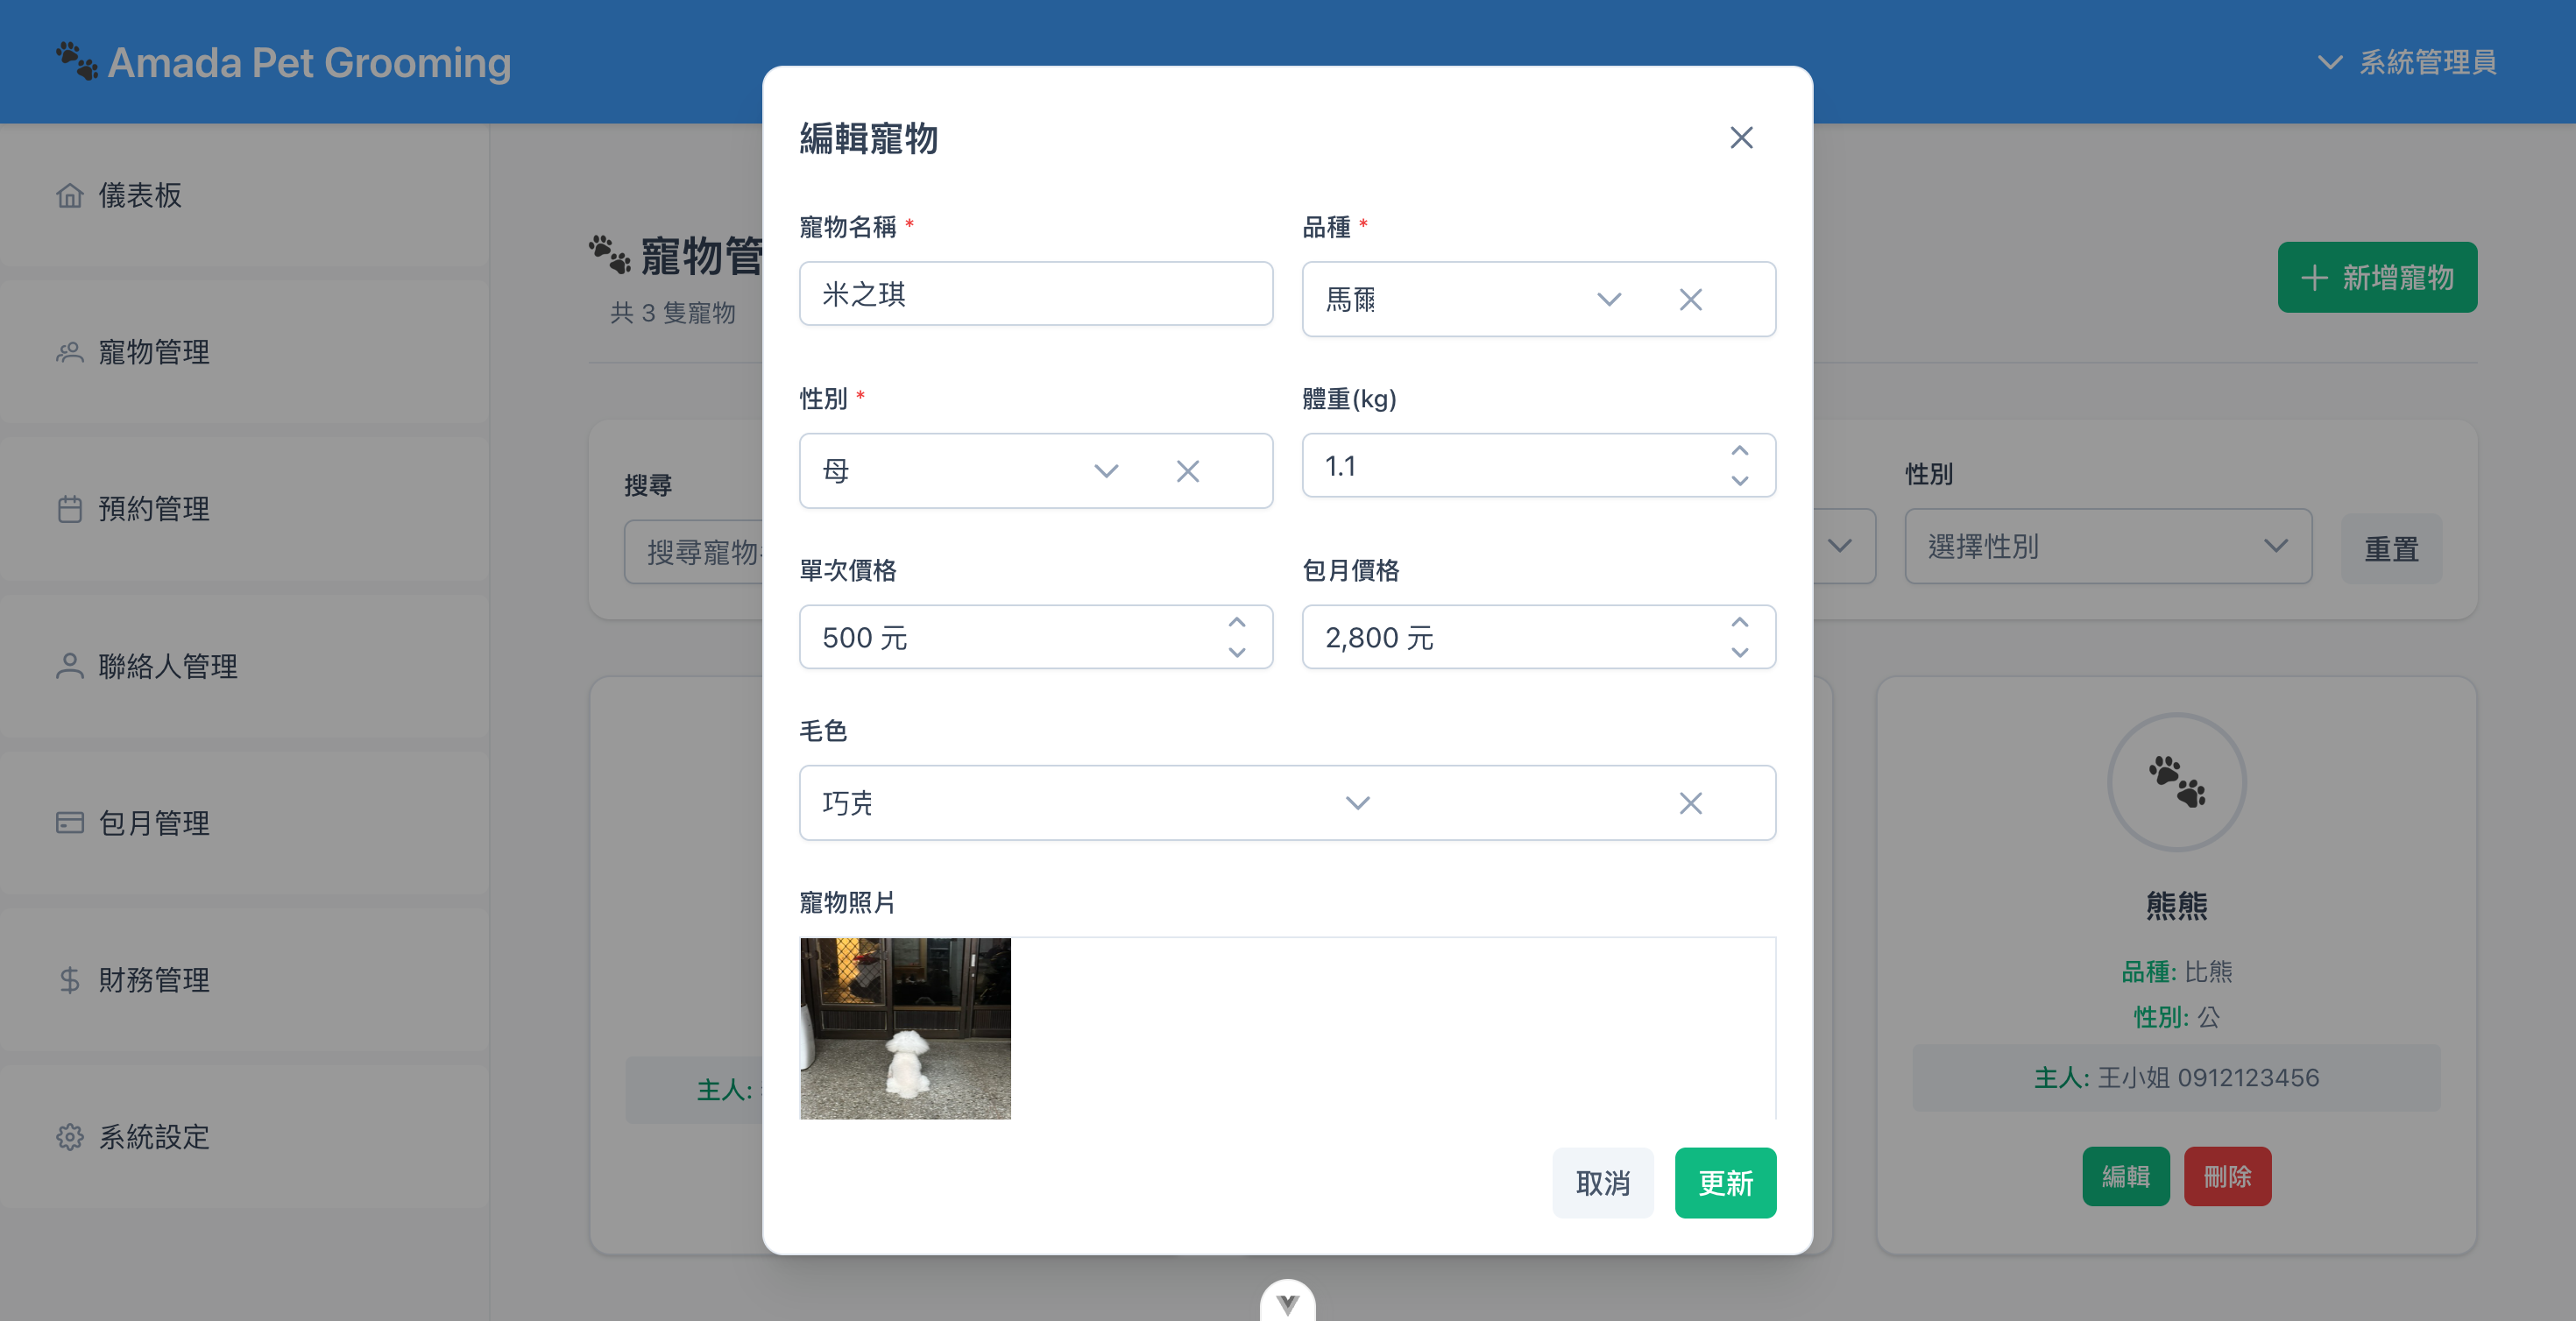 Amada Pet Grooming
系統管理員
儀表板
寵物管理
預約管理
聯絡人管理
包月管理
財務管理
系統設定
寵物管
共 3 隻寵物
新增寵物
搜尋
搜尋寵物
性別
選擇性別
重置
主人:
編輯寵物
寵物名稱 *
米之琪
品種 *
馬爾
性別 *
母
體重(kg)
1.1
單次價格
500 元
包月價格
2,800 元
毛色
巧克
寵物照片
取消
更新
熊熊
品種: 比熊
性別: 公
主人: 王小姐 0912123456
編輯
刪除